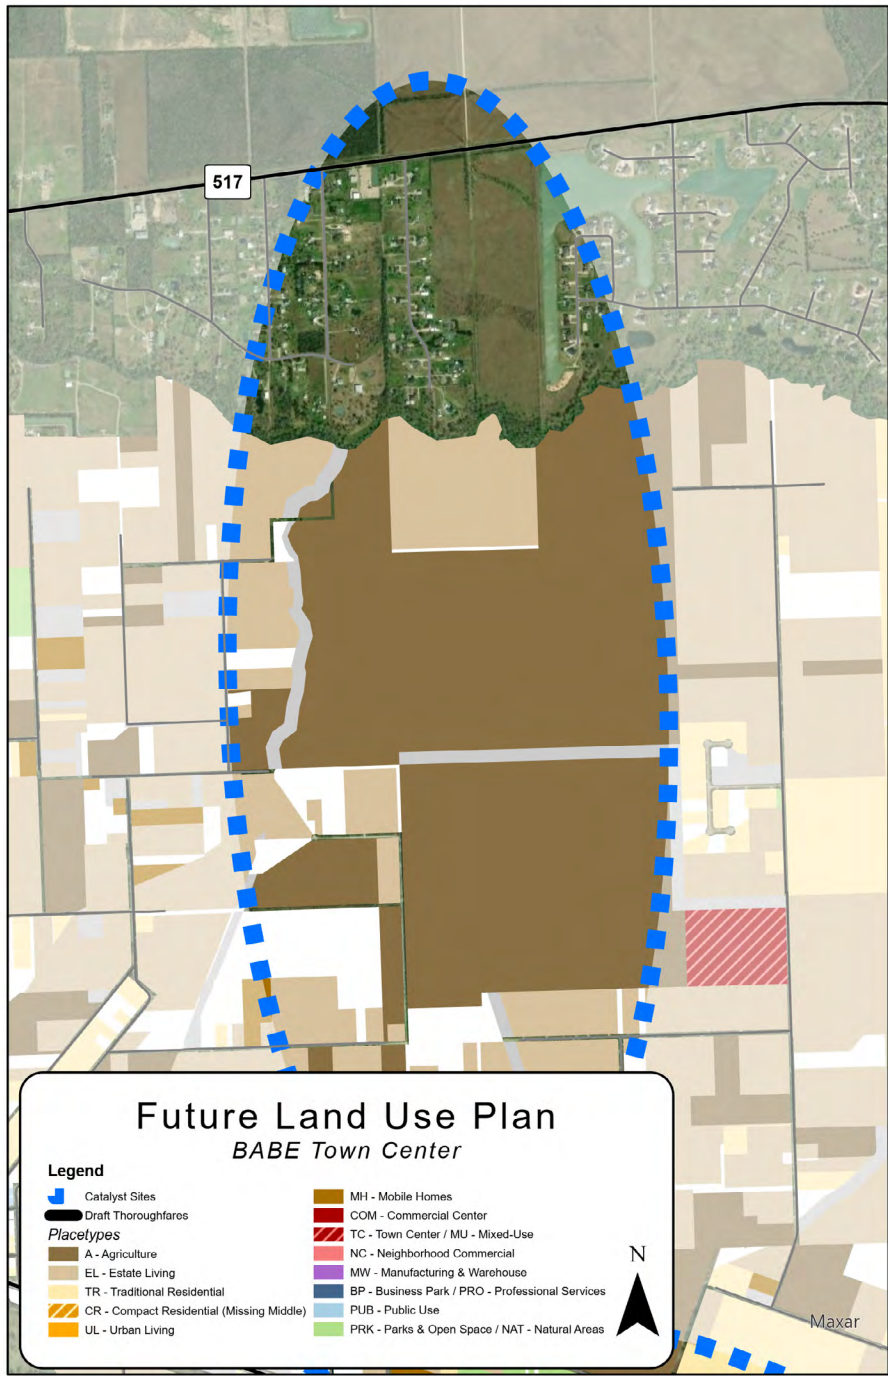 517
Future Land Use Plan
BABE Town Center
Legend
Catalyst Sites
Draft Thoroughfares
Placetypes
A - Agriculture
EL - Estate Living
TR - Traditional Residential
CR - Compact Residential (Missing Middle)
UL - Urban Living
MH - Mobile Homes
COM - Commercial Center
TC - Town Center / MU - Mixed-Use
NC - Neighborhood Commercial
MW - Manufacturing & Warehouse
BP - Business Park / PRO - Professional Services
PUB - Public Use
PRK - Parks & Open Space / NAT - Natural Areas
N
Maxar